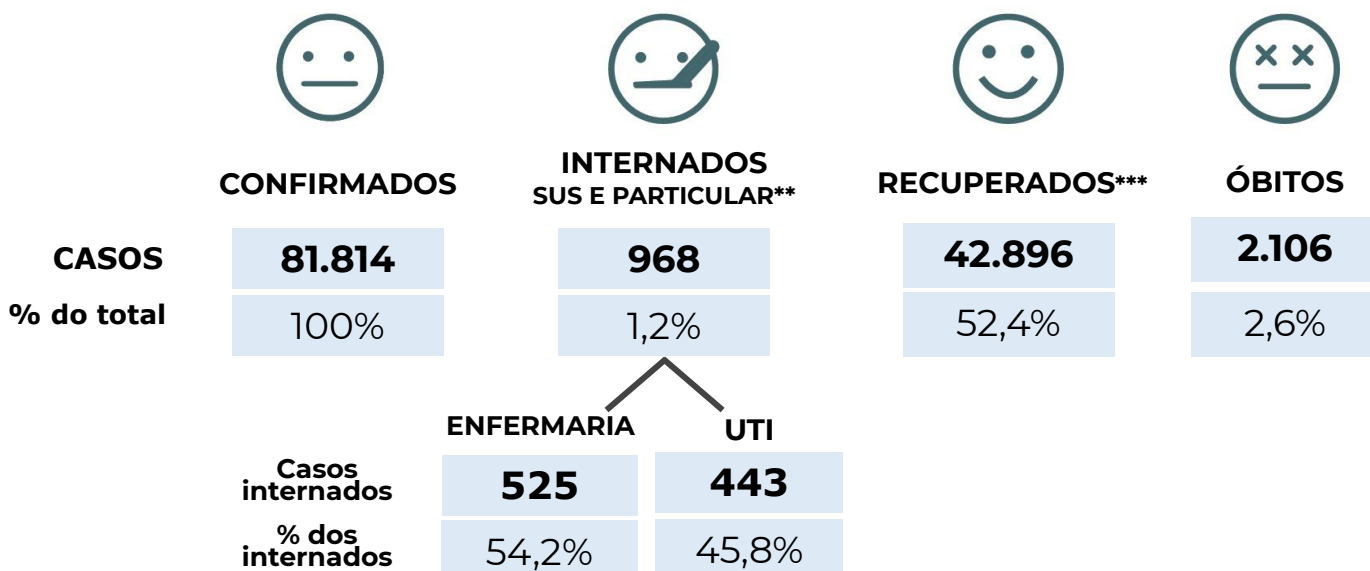 CONFIRMADOS
INTERNADOS
SUS E PARTICULAR**
RECUPERADOS***
ÓBITOS
CASOS
81.814
968
42.896
2.106
% do total
100%
1,2%
52,4%
2,6%
ENFERMARIA
UTI
Casos
internados
525
443
% dos
internados
54,2%
45,8%